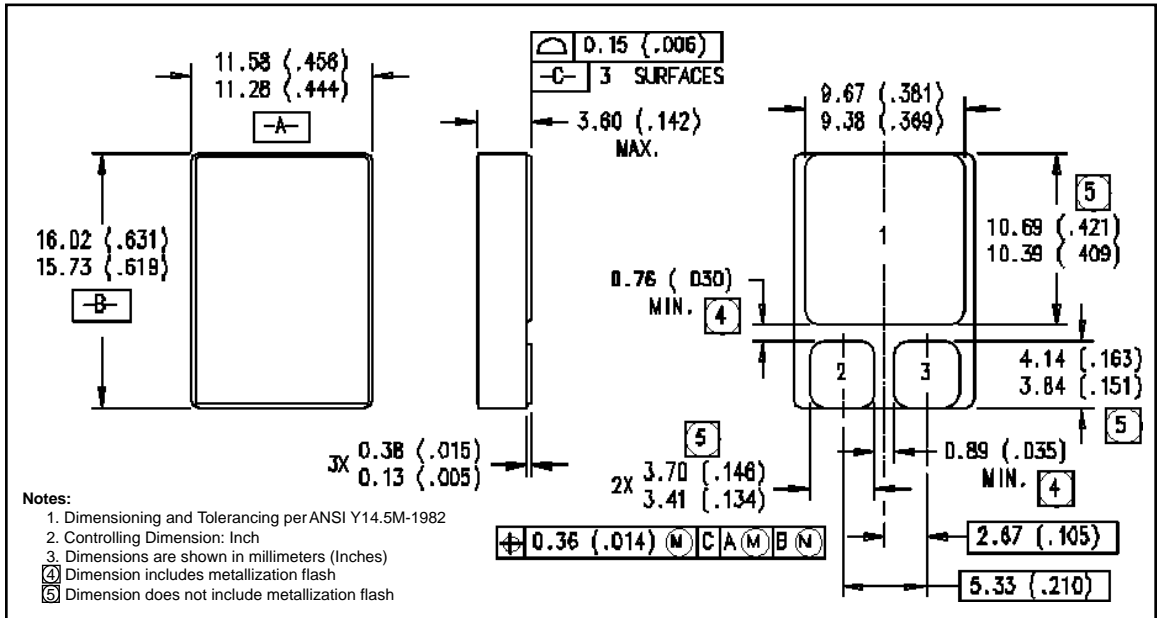 11.58 (.456)
11.28 (.444)
-A-
0.15 (.006)
-C- 3 SURFACES
3.60 (.142)
MAX.
9.67 (.381)
9.38 (.369)
16.02 (.631)
15.73 (.619)
-B-
1
5
10.69 (.421)
10.39 ( 409)
0.76 ( 030)
MIN. 4
2
3
4.14 (.163)
3.84 (.151)
5
3X 0.38 (.015)
0.13 (.005)
5
2X 3.70 (.146)
3.41 (.134)
0.89 (.035)
MIN. 4
⌖ 0.36 (.014) Ⓜ C A Ⓜ B Ⓜ
2.67 (.105)
5.33 (.210)
Notes:
1. Dimensioning and Tolerancing per ANSI Y14.5M-1982
2. Controlling Dimension: Inch
3. Dimensions are shown in millimeters (Inches)
4 Dimension includes metallization flash
5 Dimension does not include metallization flash